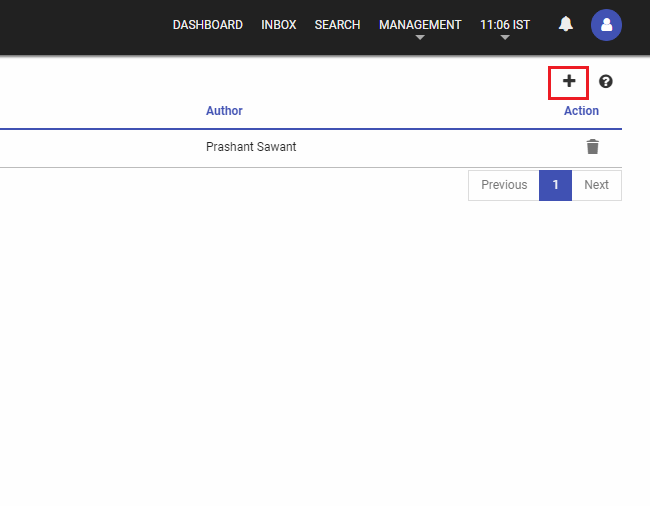 DASHBOARD INBOX SEARCH MANAGEMENT 11:06 IST
Author Action
Prashant Sawant
Previous 1 Next